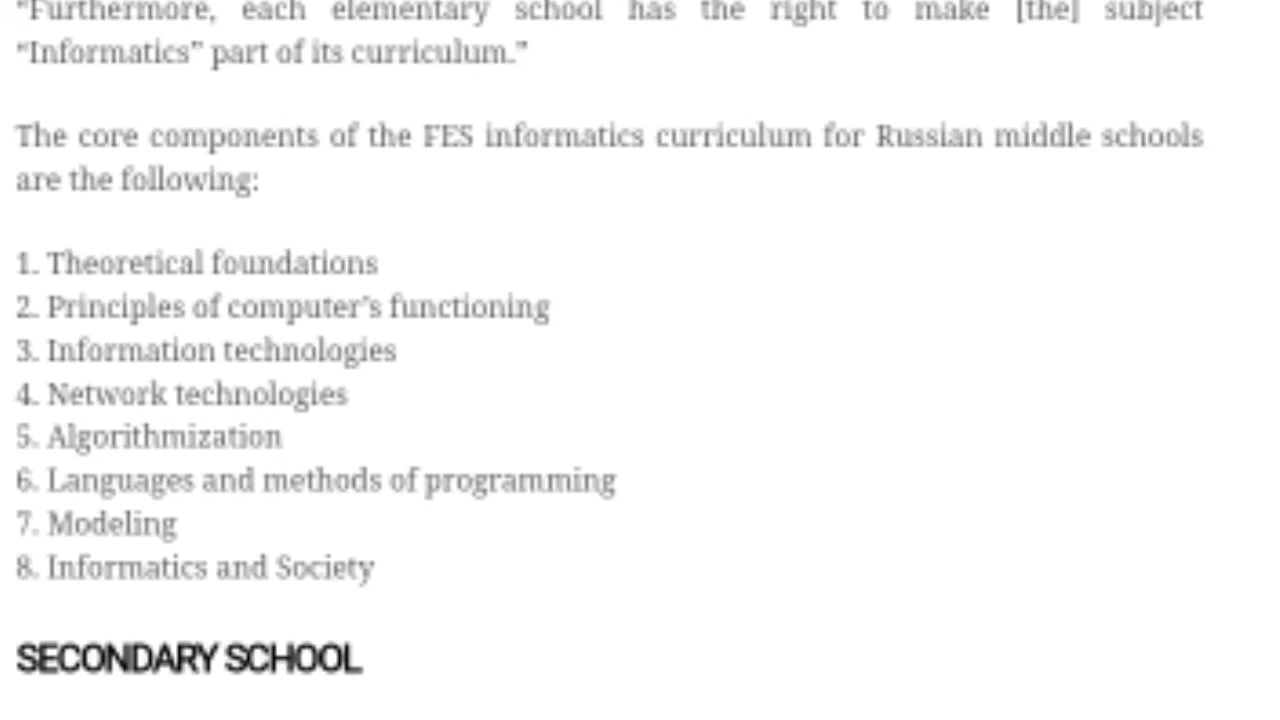 “Furthermore, each elementary school has the right to make [the] subject
“Informatics” part of its curriculum.”
The core components of the FES informatics curriculum for Russian middle schools
are the following:
1. Theoretical foundations
2. Principles of computer’s functioning
3. Information technologies
4. Network technologies
5. Algorithmization
6. Languages and methods of programming
7. Modeling
8. Informatics and Society
SECONDARY SCHOOL